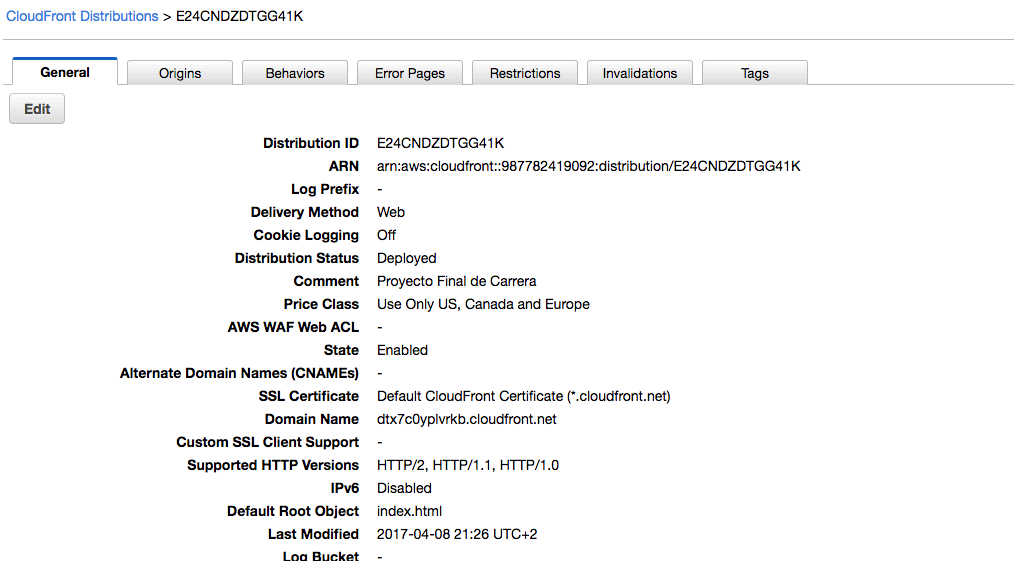 CloudFront Distributions > E24CNDZDTGG41K
General Origins Behaviors Error Pages Restrictions Invalidations Tags
Edit
Distribution ID E24CNDZDTGG41K
ARN arn:aws:cloudfront::987782419092:distribution/E24CNDZDTGG41K
Log Prefix -
Delivery Method Web
Cookie Logging Off
Distribution Status Deployed
Comment Proyecto Final de Carrera
Price Class Use Only US, Canada and Europe
AWS WAF Web ACL -
State Enabled
Alternate Domain Names (CNAMEs) -
SSL Certificate Default CloudFront Certificate (*.cloudfront.net)
Domain Name dtx7c0yplvrkb.cloudfront.net
Custom SSL Client Support -
Supported HTTP Versions HTTP/2, HTTP/1.1, HTTP/1.0
IPv6 Disabled
Default Root Object index.html
Last Modified 2017-04-08 21:26 UTC+2
Log Bucket -